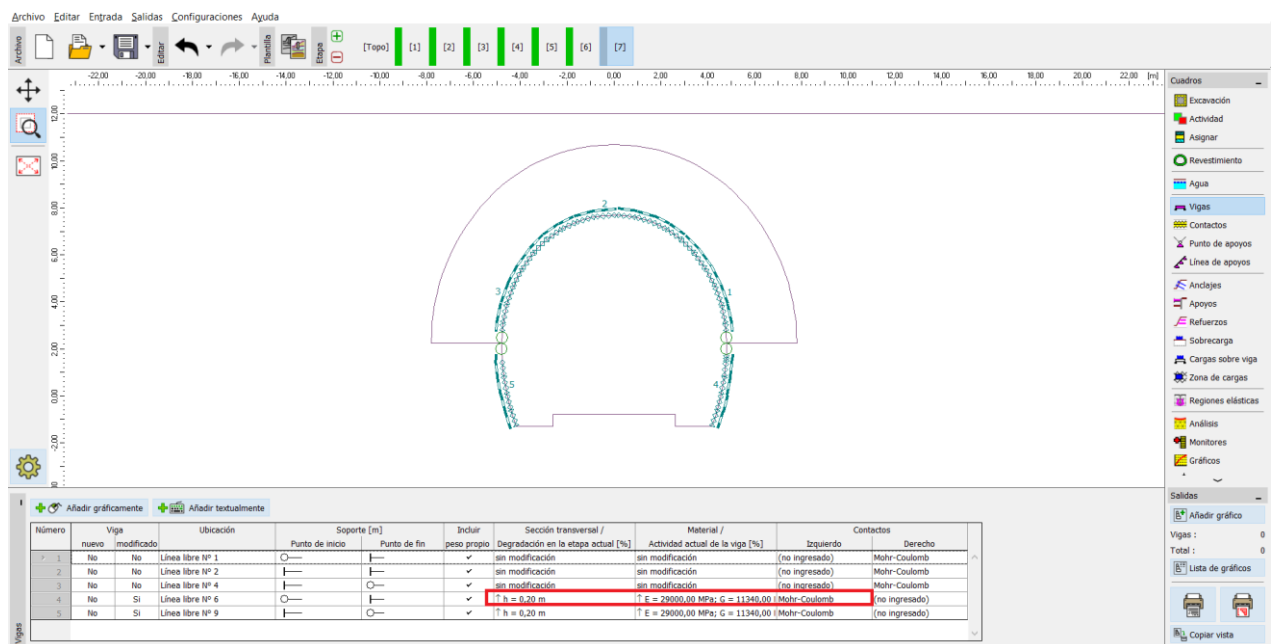 Archivo Editar Entrada Salidas Configuraciones Ayuda
Archivo
Editar
Plantilla
Etapa
[Topo] [1] [2] [3] [4] [5] [6] [7]
-22,00 -20,00 -18,00 -16,00 -14,00 -12,00 -10,00 -8,00 -6,00 -4,00 -2,00 0,00 2,00 4,00 6,00 8,00 10,00 12,00 14,00 16,00 18,00 20,00 22,00 [m]
12,00
10,00
8,00
6,00
4,00
2,00
0,00
-2,00
2
3
1
5
4
Cuadros
Excavación
Actividad
Asignar
Revestimiento
Agua
Vigas
Contactos
Punto de apoyos
Línea de apoyos
Anclajes
Apoyos
Refuerzos
Sobrecarga
Cargas sobre viga
Zona de cargas
Regiones elásticas
Análisis
Monitores
Gráficos
Añadir gráficamente Añadir textualmente
Número Viga Ubicación Soporte [m] Incluir Sección transversal / Material / Contactos
nuevo modificado Punto de inicio Punto de fin peso propio Degradación en la etapa actual [%] Actividad actual de la viga [%] Izquierdo Derecho
1 No No Línea libre Nº 1 sin modificación sin modificación (no ingresado) Mohr-Coulomb
2 No No Línea libre Nº 2 sin modificación sin modificación (no ingresado) Mohr-Coulomb
3 No No Línea libre Nº 4 sin modificación sin modificación (no ingresado) Mohr-Coulomb
4 No Si Línea libre Nº 6 ↑ h = 0,20 m ↑ E = 29000,00 MPa; G = 11340,00 Mohr-Coulomb (no ingresado)
5 No Si Línea libre Nº 9 ↑ h = 0,20 m ↑ E = 29000,00 MPa; G = 11340,00 Mohr-Coulomb (no ingresado)
Vigas
Salidas
Añadir gráfico
Vigas : 0
Total : 0
Lista de gráficos
Copiar vista